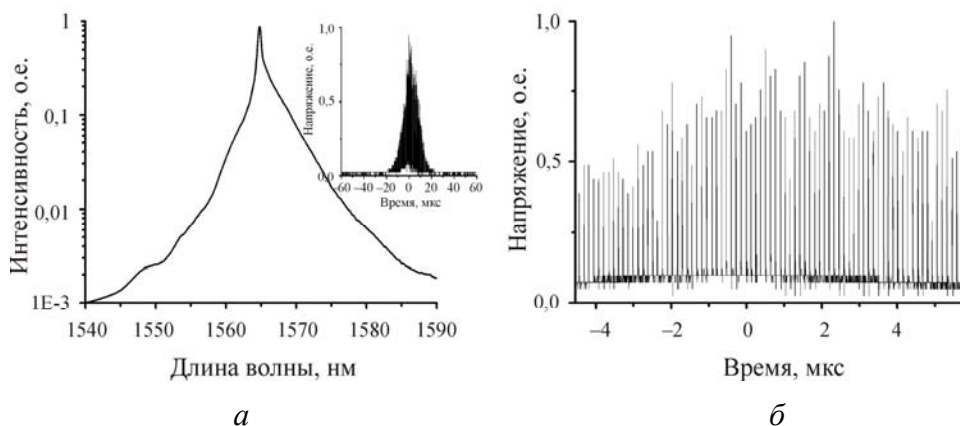 Интенсивность, о.е.
1
0,1
0,01
1E-3
1540 1550 1560 1570 1580 1590
Длина волны, нм
Напряжение, о.е.
1,0
0,5
0,0
-60 -40 -20 0 20 40 60
Время, мкс
а
Напряжение, о.е.
1,0
0,5
0,0
–4 –2 0 2 4
Время, мкс
б